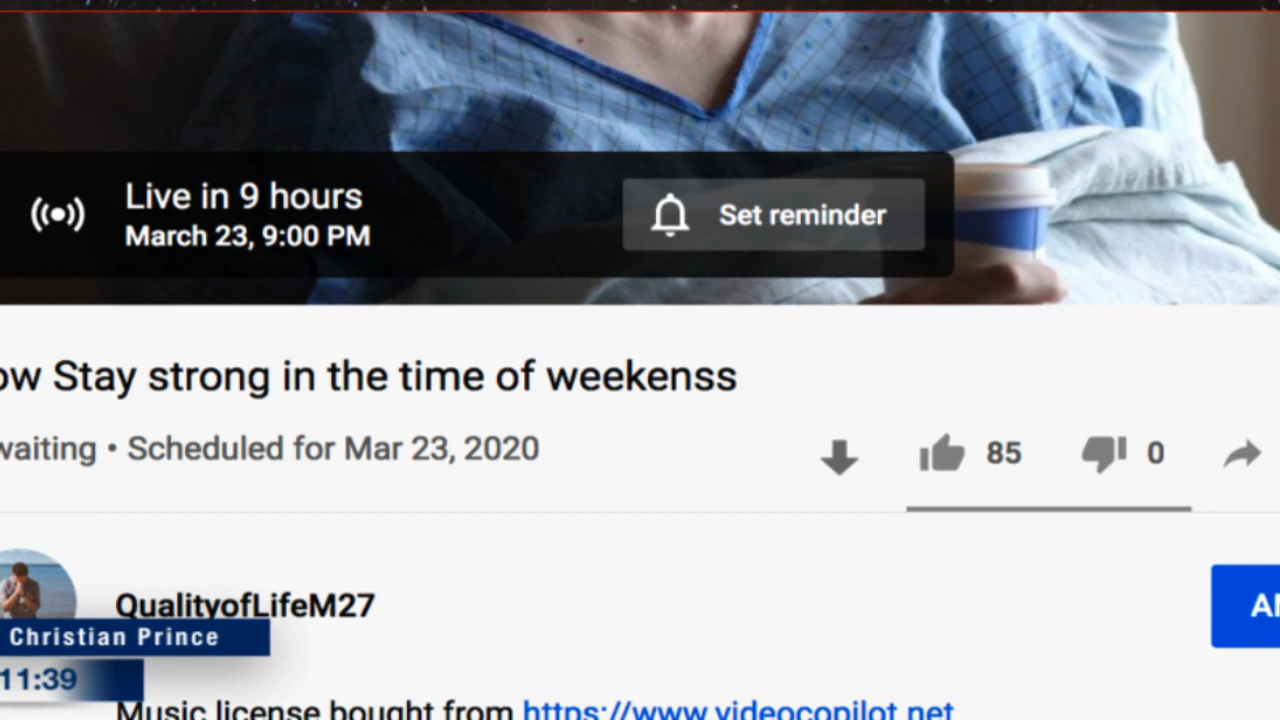 Live in 9 hours
March 23, 9:00 PM
Set reminder
ow Stay strong in the time of weekenss
waiting • Scheduled for Mar 23, 2020
85
0
QualityofLifeM27
Christian Prince
11:39
Music license bought from https://www.videocopilot.net